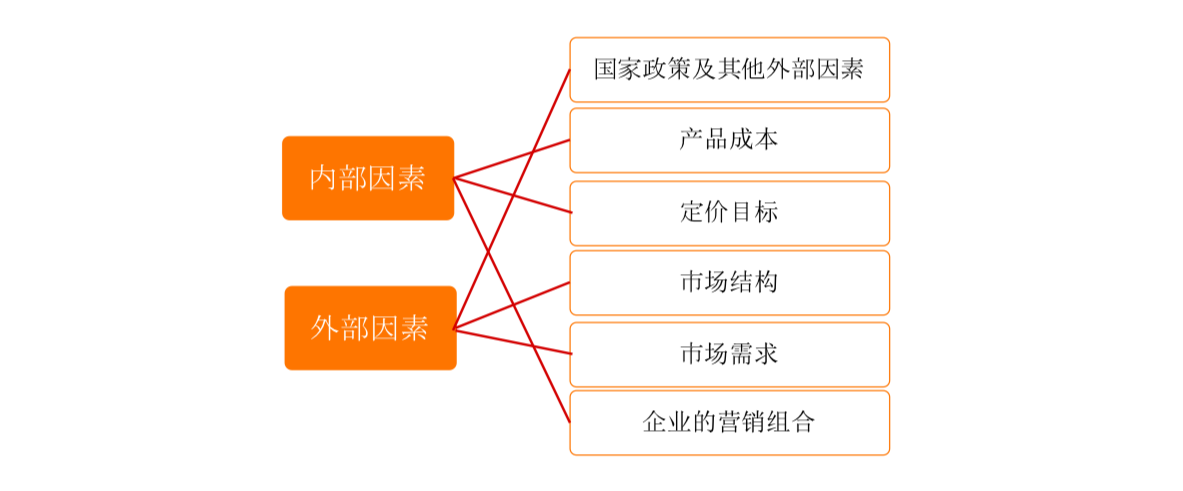 国家政策及其他外部因素
产品成本
内部因素
定价目标
市场结构
外部因素
市场需求
企业的营销组合